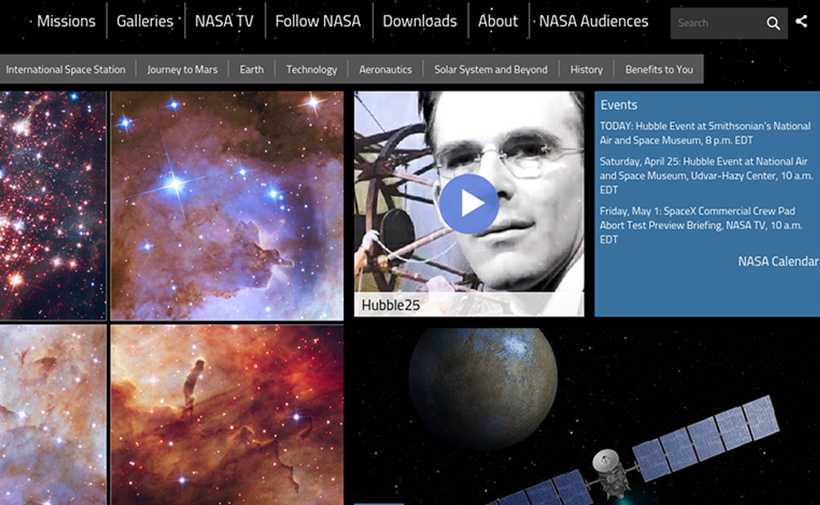 Missions
Galleries
NASA TV
Follow NASA
Downloads
About
NASA Audiences
Search
International Space Station
Journey to Mars
Earth
Technology
Aeronautics
Solar System and Beyond
History
Benefits to You
Hubble25
Events
TODAY: Hubble Event at Smithsonian's National
Air and Space Museum, 8 p.m. EDT
Saturday, April 25: Hubble Event at National Air
and Space Museum, Udvar-Hazy Center, 10 a.m.
EDT
Friday, May 1: SpaceX Commercial Crew Pad
Abort Test Preview Briefing, NASA TV, 10 a.m.
EDT
NASA Calendar